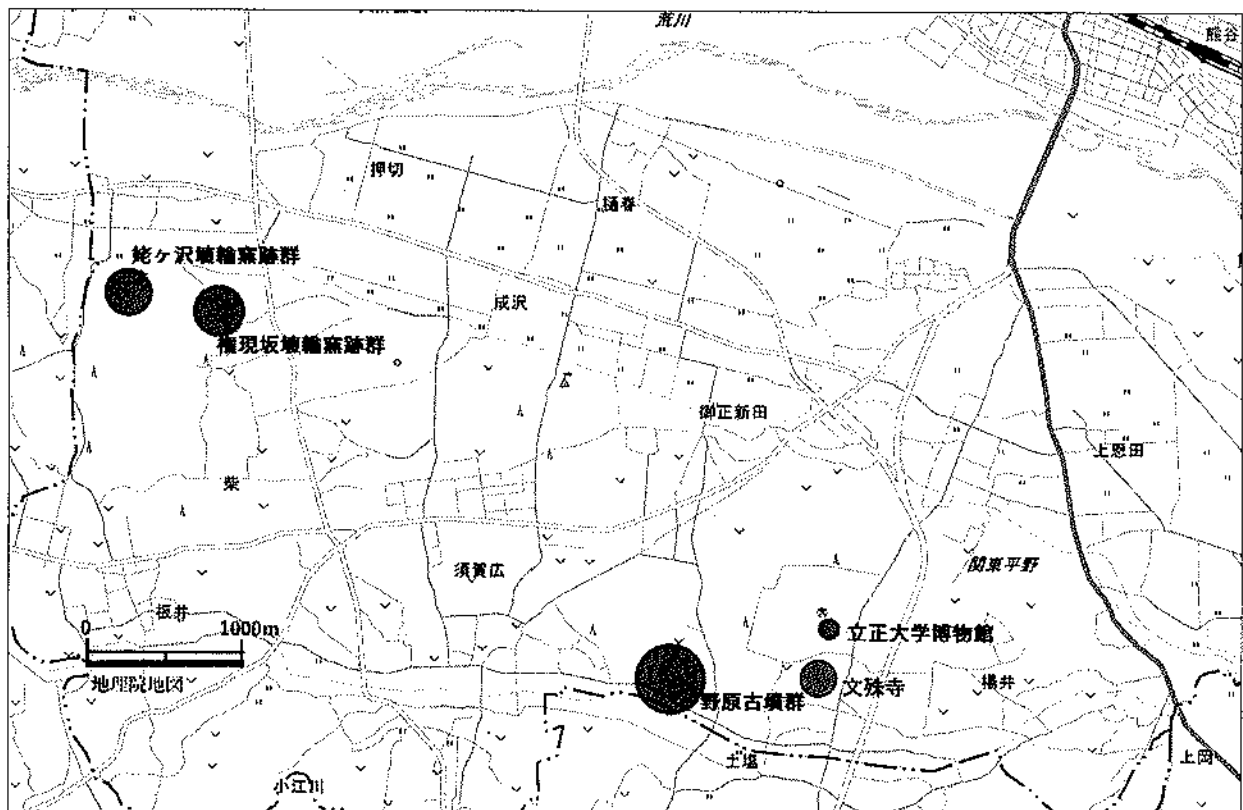 荒川
熊谷
押切
樋春
姥ヶ沢埴輪窯跡群
成沢
権現坂埴輪窯跡群
御正新田
上恩田
柴
須賀広
関東平野
板井
0 1000m
立正大学博物館
地理院地図
野原古墳群
文殊寺
楊井
土塩
上岡
小江川